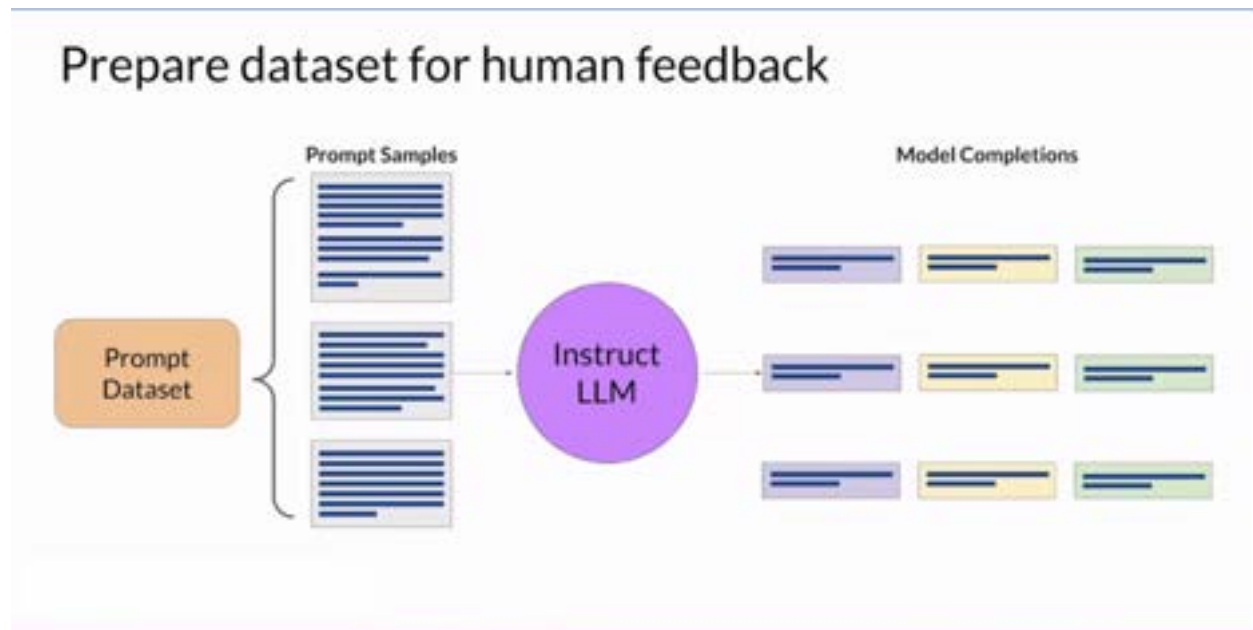 Prepare dataset for human feedback
Prompt Samples
Model Completions
Prompt
Dataset
Instruct
LLM